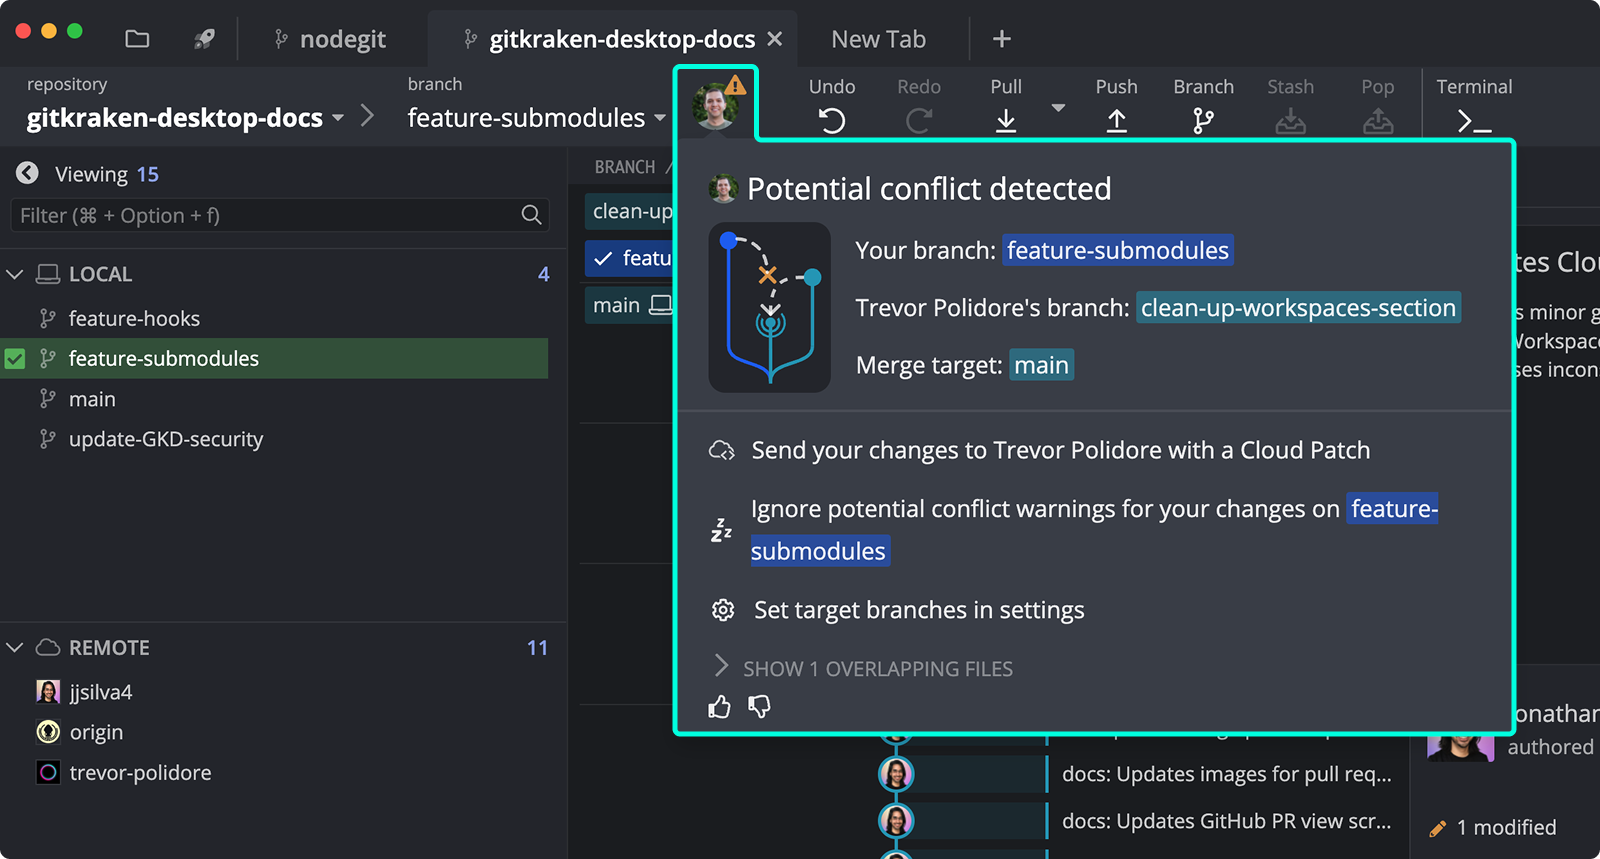 nodegit
gitkraken-desktop-docs
New Tab
repository
gitkraken-desktop-docs
branch
feature-submodules
Undo
Redo
Pull
Push
Branch
Stash
Pop
Terminal
Viewing 15
Filter (⌘ + Option + f)
LOCAL 4
feature-hooks
feature-submodules
main
update-GKD-security
REMOTE 11
jjsilva4
origin
trevor-polidore
BRANCH /
clean-up
featu
main
Potential conflict detected
Your branch: feature-submodules
Trevor Polidore's branch: clean-up-workspaces-section
Merge target: main
Send your changes to Trevor Polidore with a Cloud Patch
Ignore potential conflict warnings for your changes on feature-
submodules
Set target branches in settings
SHOW 1 OVERLAPPING FILES
docs: Updates images for pull req...
docs: Updates GitHub PR view scr...
tes Clou
s minor g
Workspac
ses incons
onathan
authored
1 modified